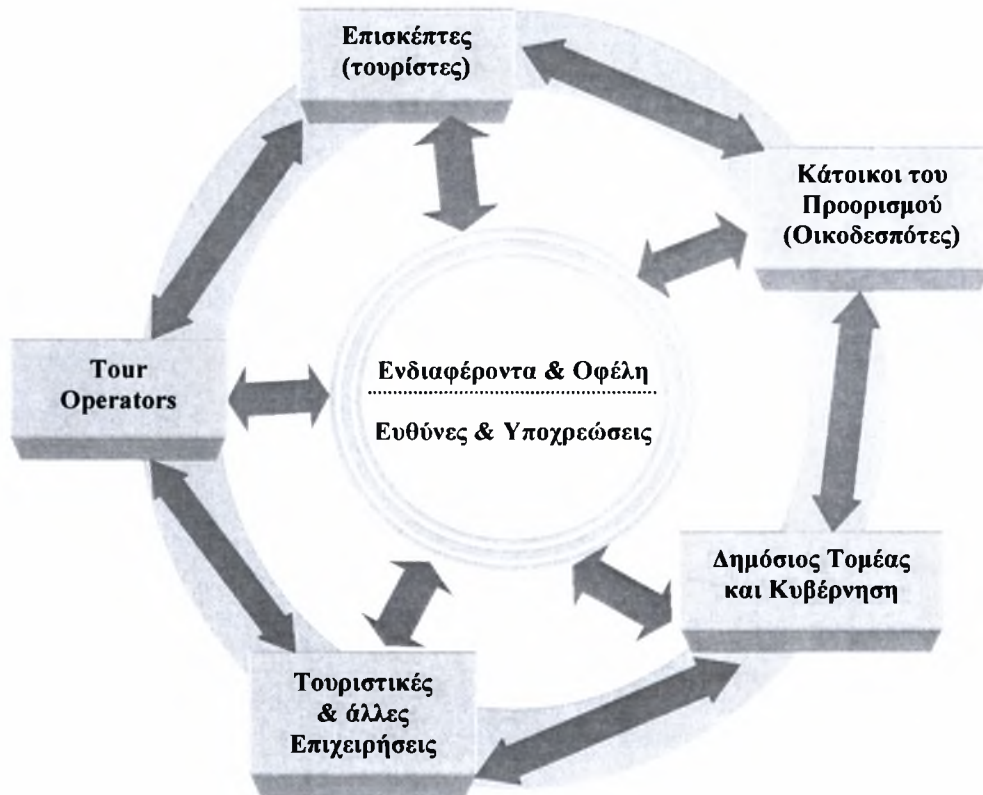 Επισκέπτες
(τουρίστες)
Κάτοικοι του
Προορισμού
(Οικοδεσπότες)
Tour
Operators
Ενδιαφέροντα & Οφέλη
Ευθύνες & Υποχρεώσεις
Δημόσιος Τομέας
και Κυβέρνηση
Τουριστικές
& άλλες
Επιχειρήσεις